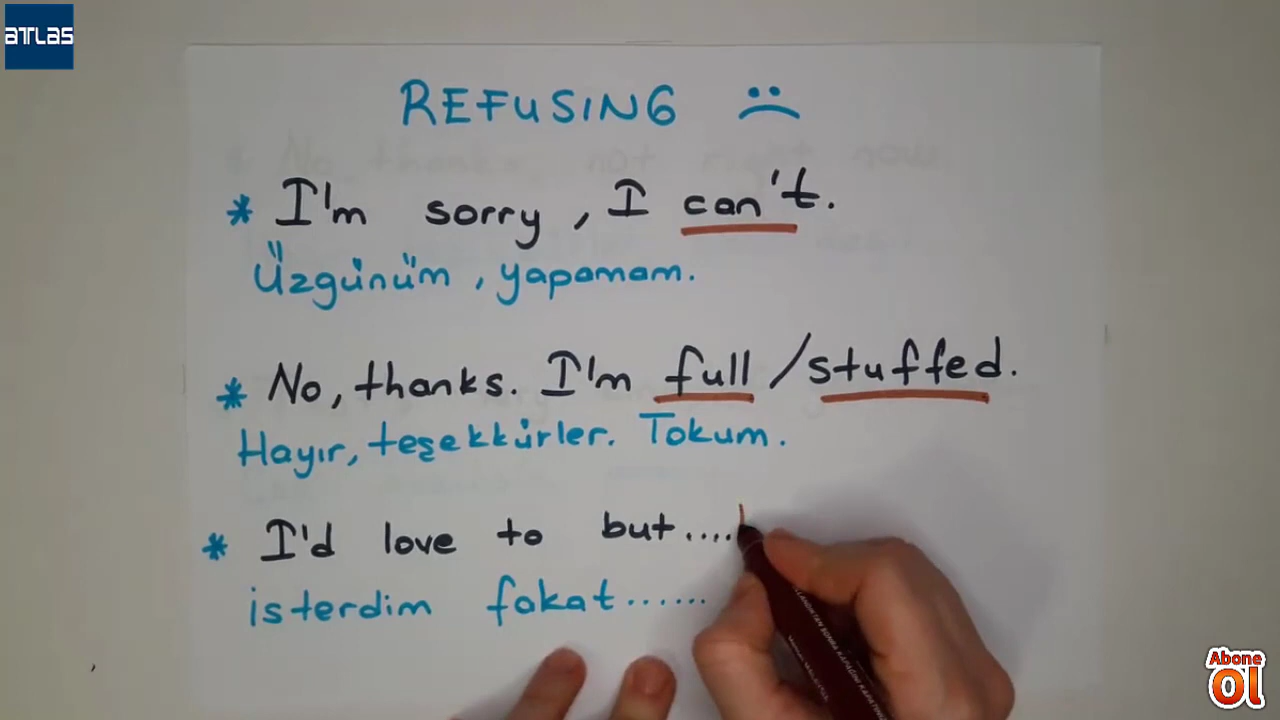 ATLAS
REFUSING
* I'm sorry, I can't.
Üzgünüm, yapamam.
* No, thanks. I'm full / stuffed.
Hayır, teşekkürler. Tokum.
* I'd love to but....
isterdim fakat......
Abone
Ol